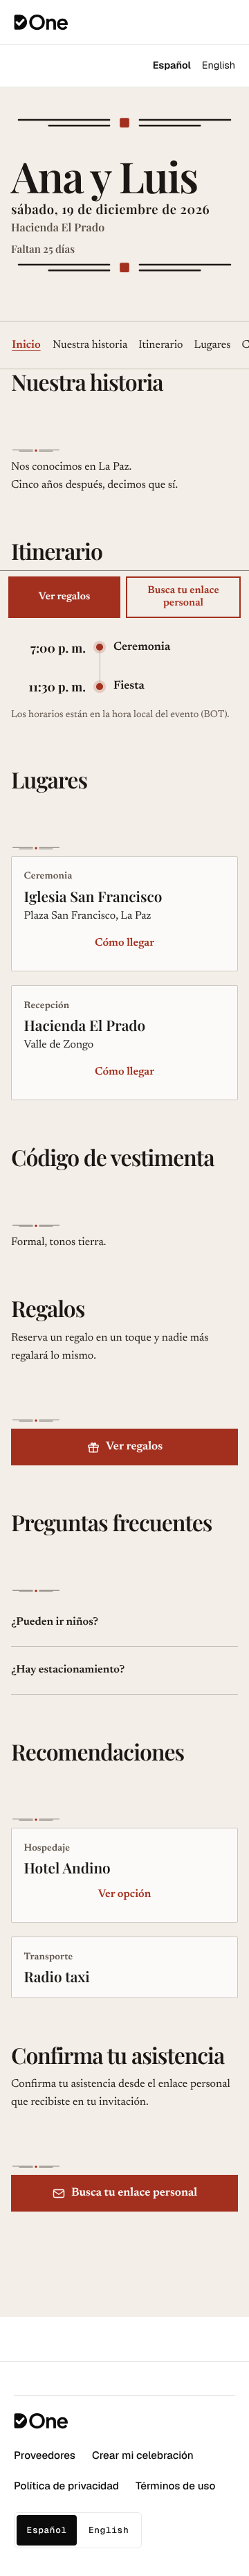 One
Español English
Ana y Luis
sábado, 19 de diciembre de 2026
Hacienda El Prado
Faltan 25 días
Inicio Nuestra historia Itinerario Lugares C
Nuestra historia
Nos conocimos en La Paz.
Cinco años después, decimos que sí.
Itinerario
Ver regalos
Busca tu enlace
personal
7:00 p. m. Ceremonia
11:30 p. m. Fiesta
Los horarios están en la hora local del evento (BOT).
Lugares
Ceremonia
Iglesia San Francisco
Plaza San Francisco, La Paz
Cómo llegar
Recepción
Hacienda El Prado
Valle de Zongo
Cómo llegar
Código de vestimenta
Formal, tonos tierra.
Regalos
Reserva un regalo en un toque y nadie más
regalará lo mismo.
Ver regalos
Preguntas frecuentes
¿Pueden ir niños?
¿Hay estacionamiento?
Recomendaciones
Hospedaje
Hotel Andino
Ver opción
Transporte
Radio taxi
Confirma tu asistencia
Confirma tu asistencia desde el enlace personal
que recibiste en tu invitación.
Busca tu enlace personal
One
Proveedores Crear mi celebración
Política de privacidad Términos de uso
Español English